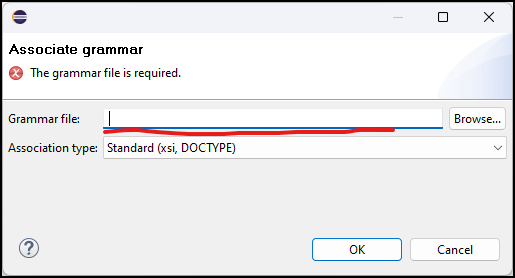 Associate grammar
The grammar file is required.
Grammar file:
Browse...
Association type: Standard (xsi, DOCTYPE)
?
OK Cancel